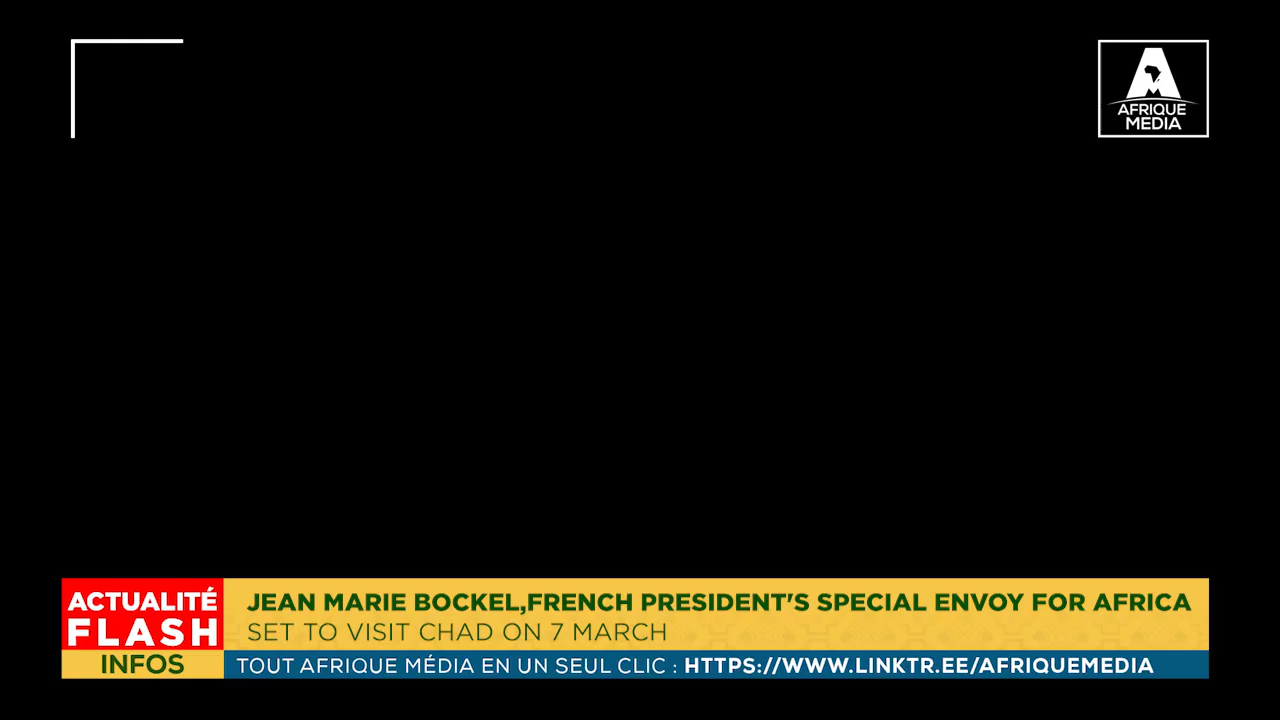 AFRIQUE
MEDIA
ACTUALITÉ
FLASH
INFOS
JEAN MARIE BOCKEL,FRENCH PRESIDENT'S SPECIAL ENVOY FOR AFRICA
SET TO VISIT CHAD ON 7 MARCH
TOUT AFRIQUE MÉDIA EN UN SEUL CLIC : HTTPS://WWW.LINKTR.EE/AFRIQUEMEDIA